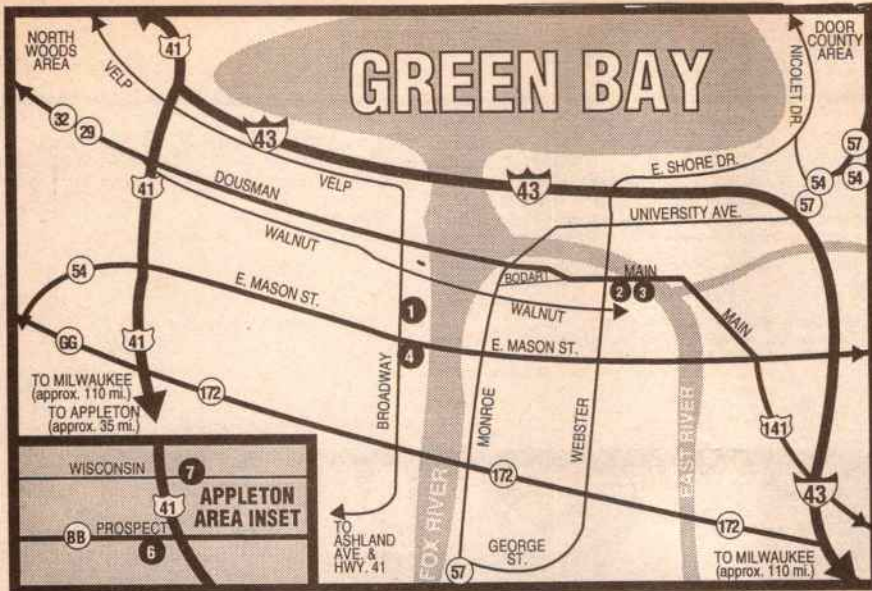 NORTH
WOODS
AREA
41
VELP
GREEN BAY
NICOLET DR.
DOOR
COUNTY
AREA
32
29
43
57
54
54
57
E. SHORE DR.
41
DOUSMAN
VELP
43
UNIVERSITY AVE.
WALNUT
BODART
MAIN
2 3
54
E. MASON ST.
1
WALNUT
MAIN
GG
41
4
E. MASON ST.
TO MILWAUKEE
(approx. 110 mi.)
TO APPLETON
(approx. 35 mi.)
172
BROADWAY
FOX RIVER
MONROE
WEBSTER
EAST RIVER
141
172
43
172
WISCONSIN
7
41
APPLETON
AREA INSET
BB
PROSPECT
6
TO
ASHLAND
AVE. &
HWY. 41
57
GEORGE
ST.
TO MILWAUKEE
(approx. 110 mi.)